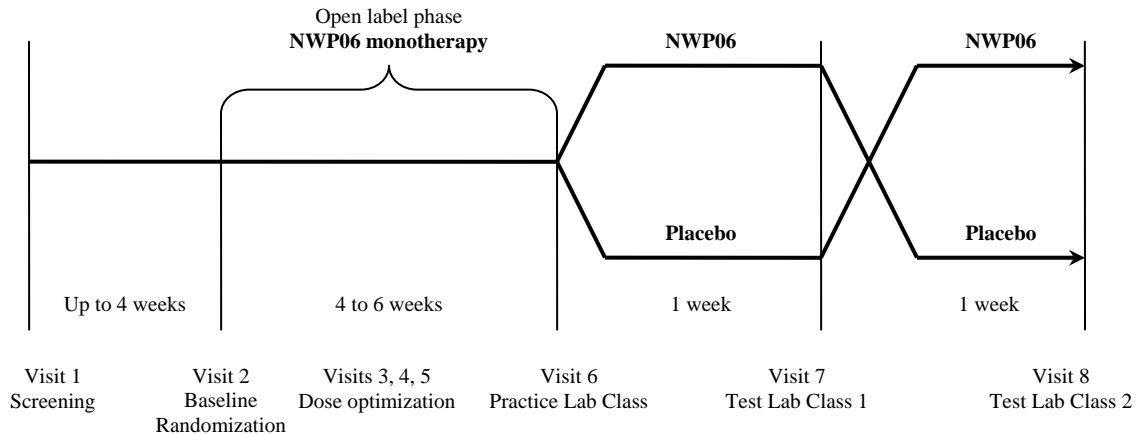 Open label phase
NWP06 monotherapy
NWP06
NWP06
Placebo
Placebo
Up to 4 weeks
4 to 6 weeks
1 week
1 week
Visit 1
Screening
Visit 2
Baseline
Randomization
Visits 3, 4, 5
Dose optimization
Visit 6
Practice Lab Class
Visit 7
Test Lab Class 1
Visit 8
Test Lab Class 2